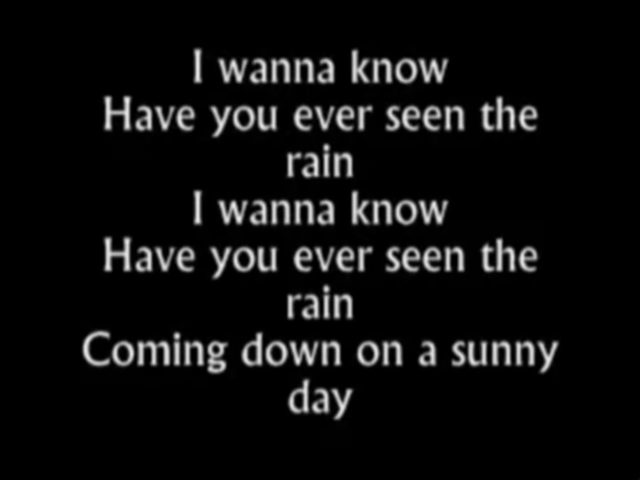 I wanna know
Have you ever seen the
rain
I wanna know
Have you ever seen the
rain
Coming down on a sunny
day